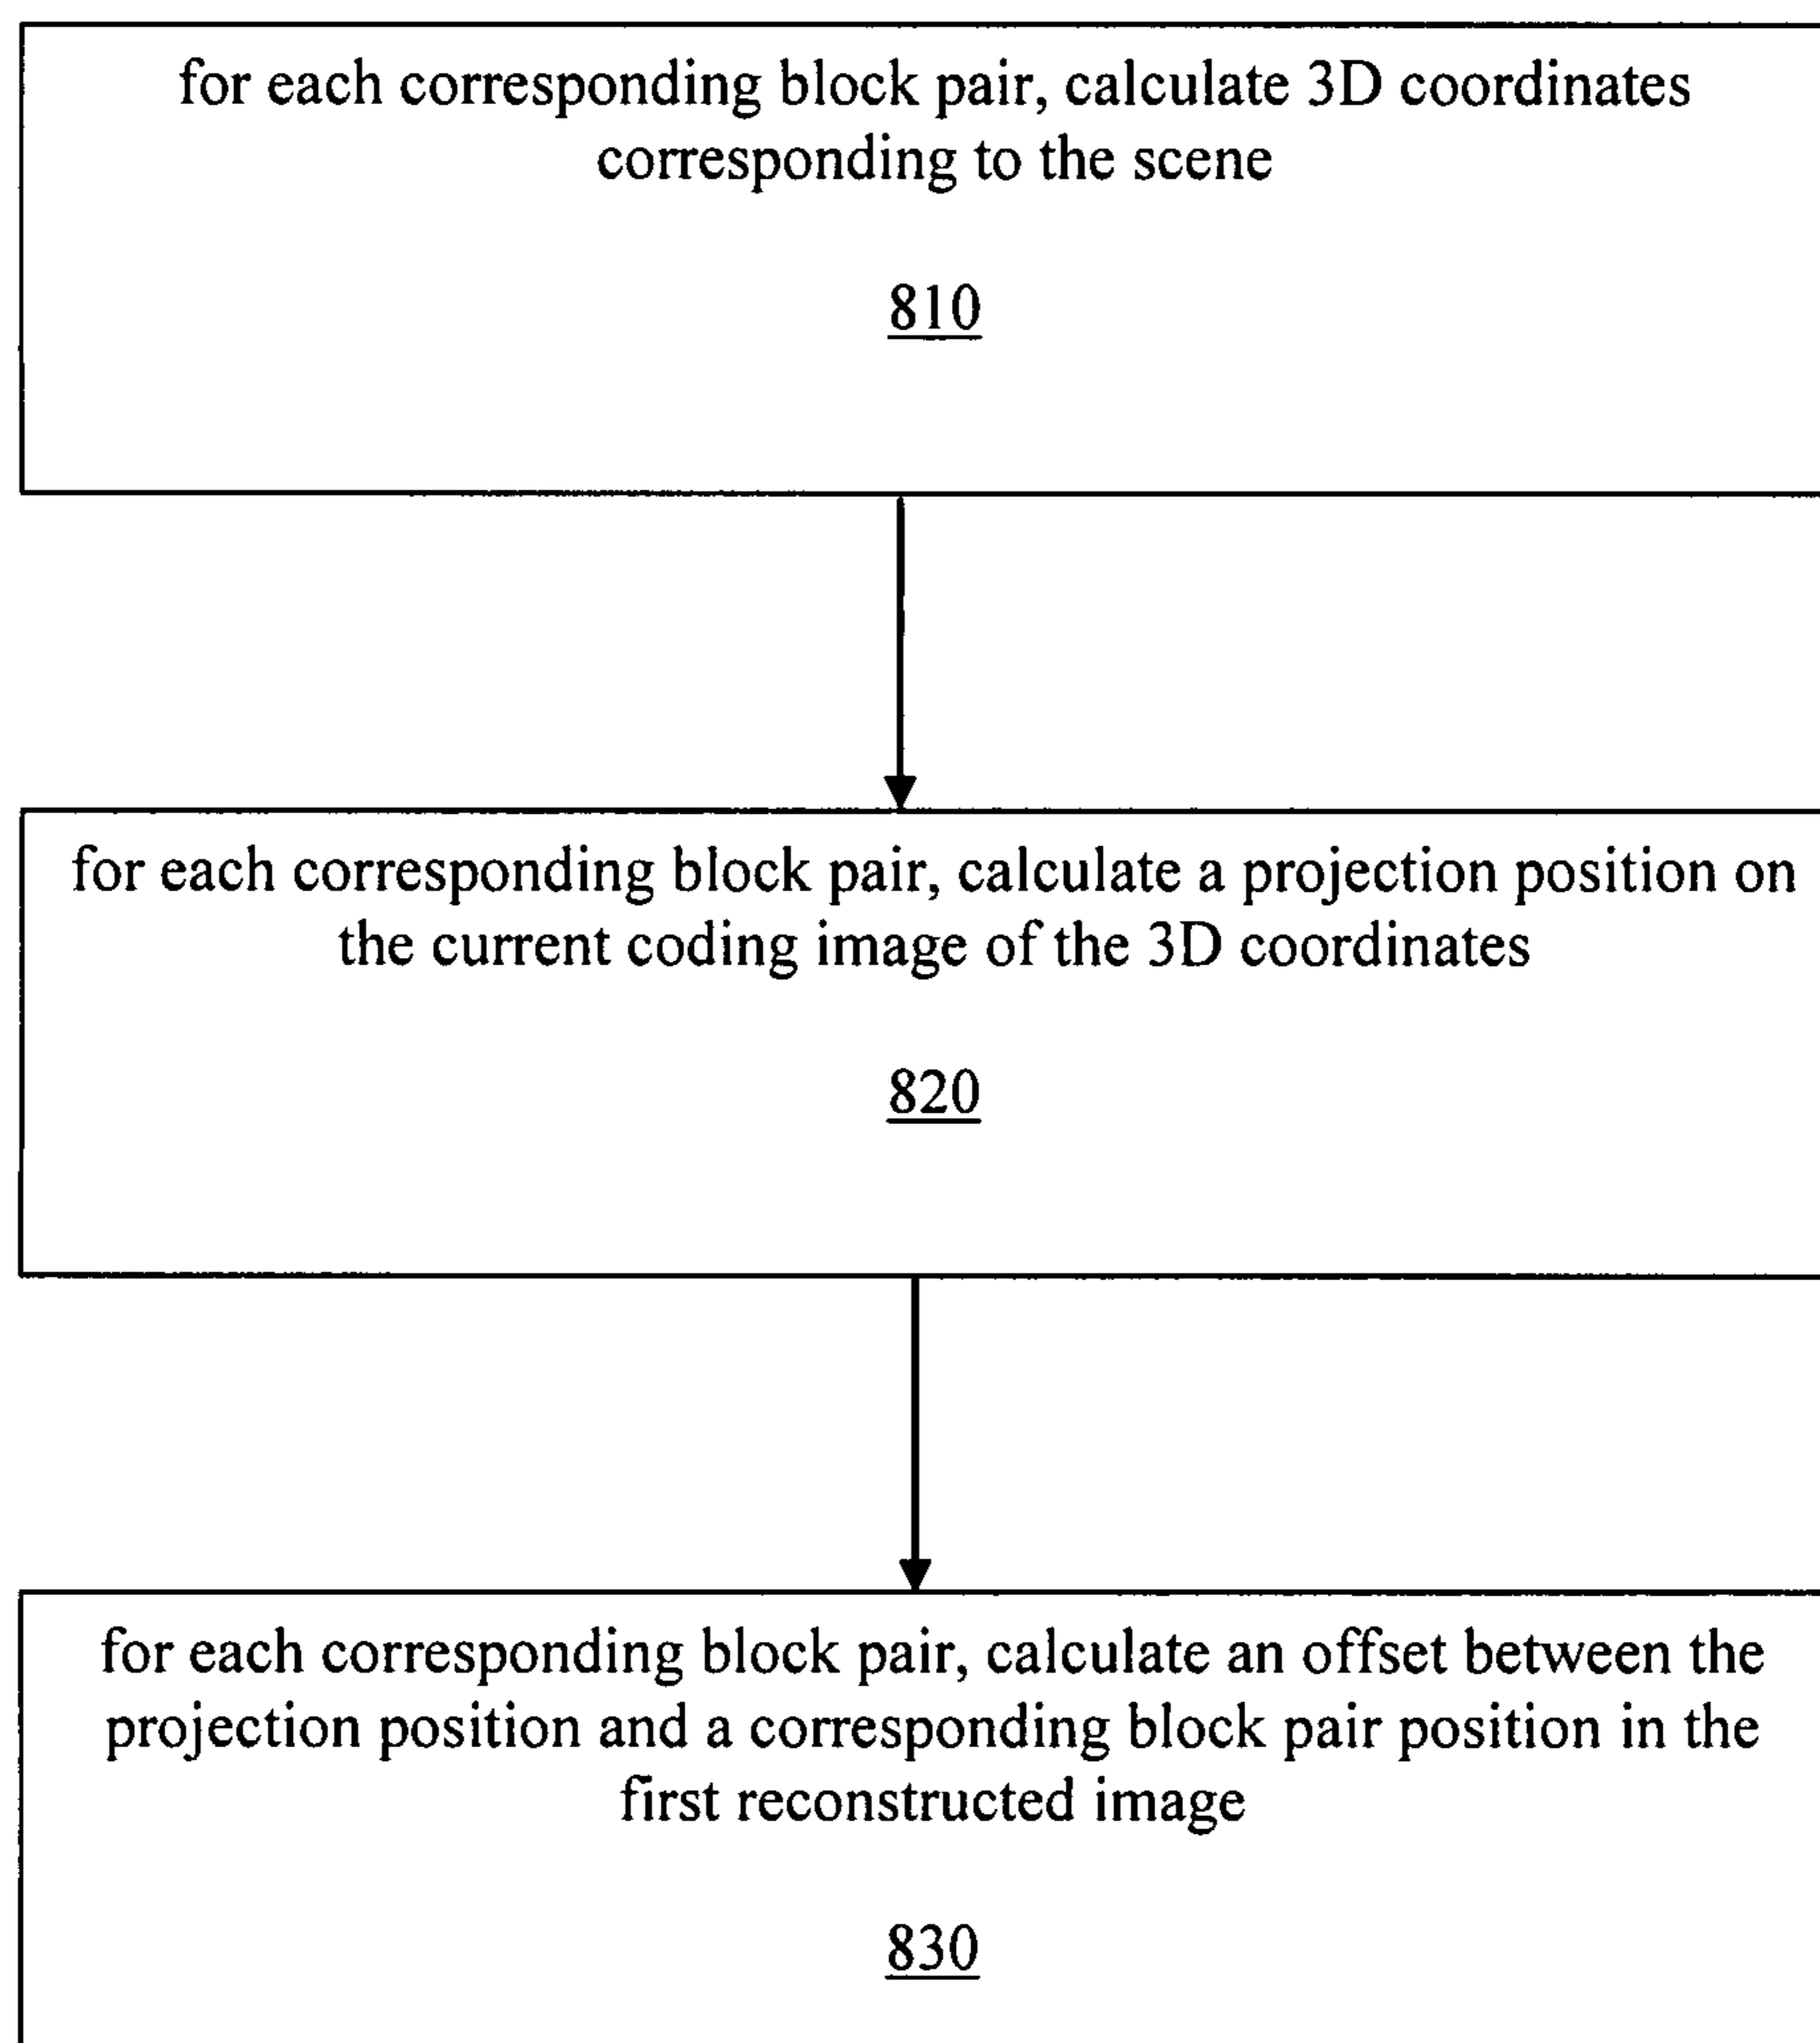 for each corresponding block pair, calculate 3D coordinates
corresponding to the scene
810
for each corresponding block pair, calculate a projection position on
the current coding image of the 3D coordinates
820
for each corresponding block pair, calculate an offset between the
projection position and a corresponding block pair position in the
first reconstructed image
830